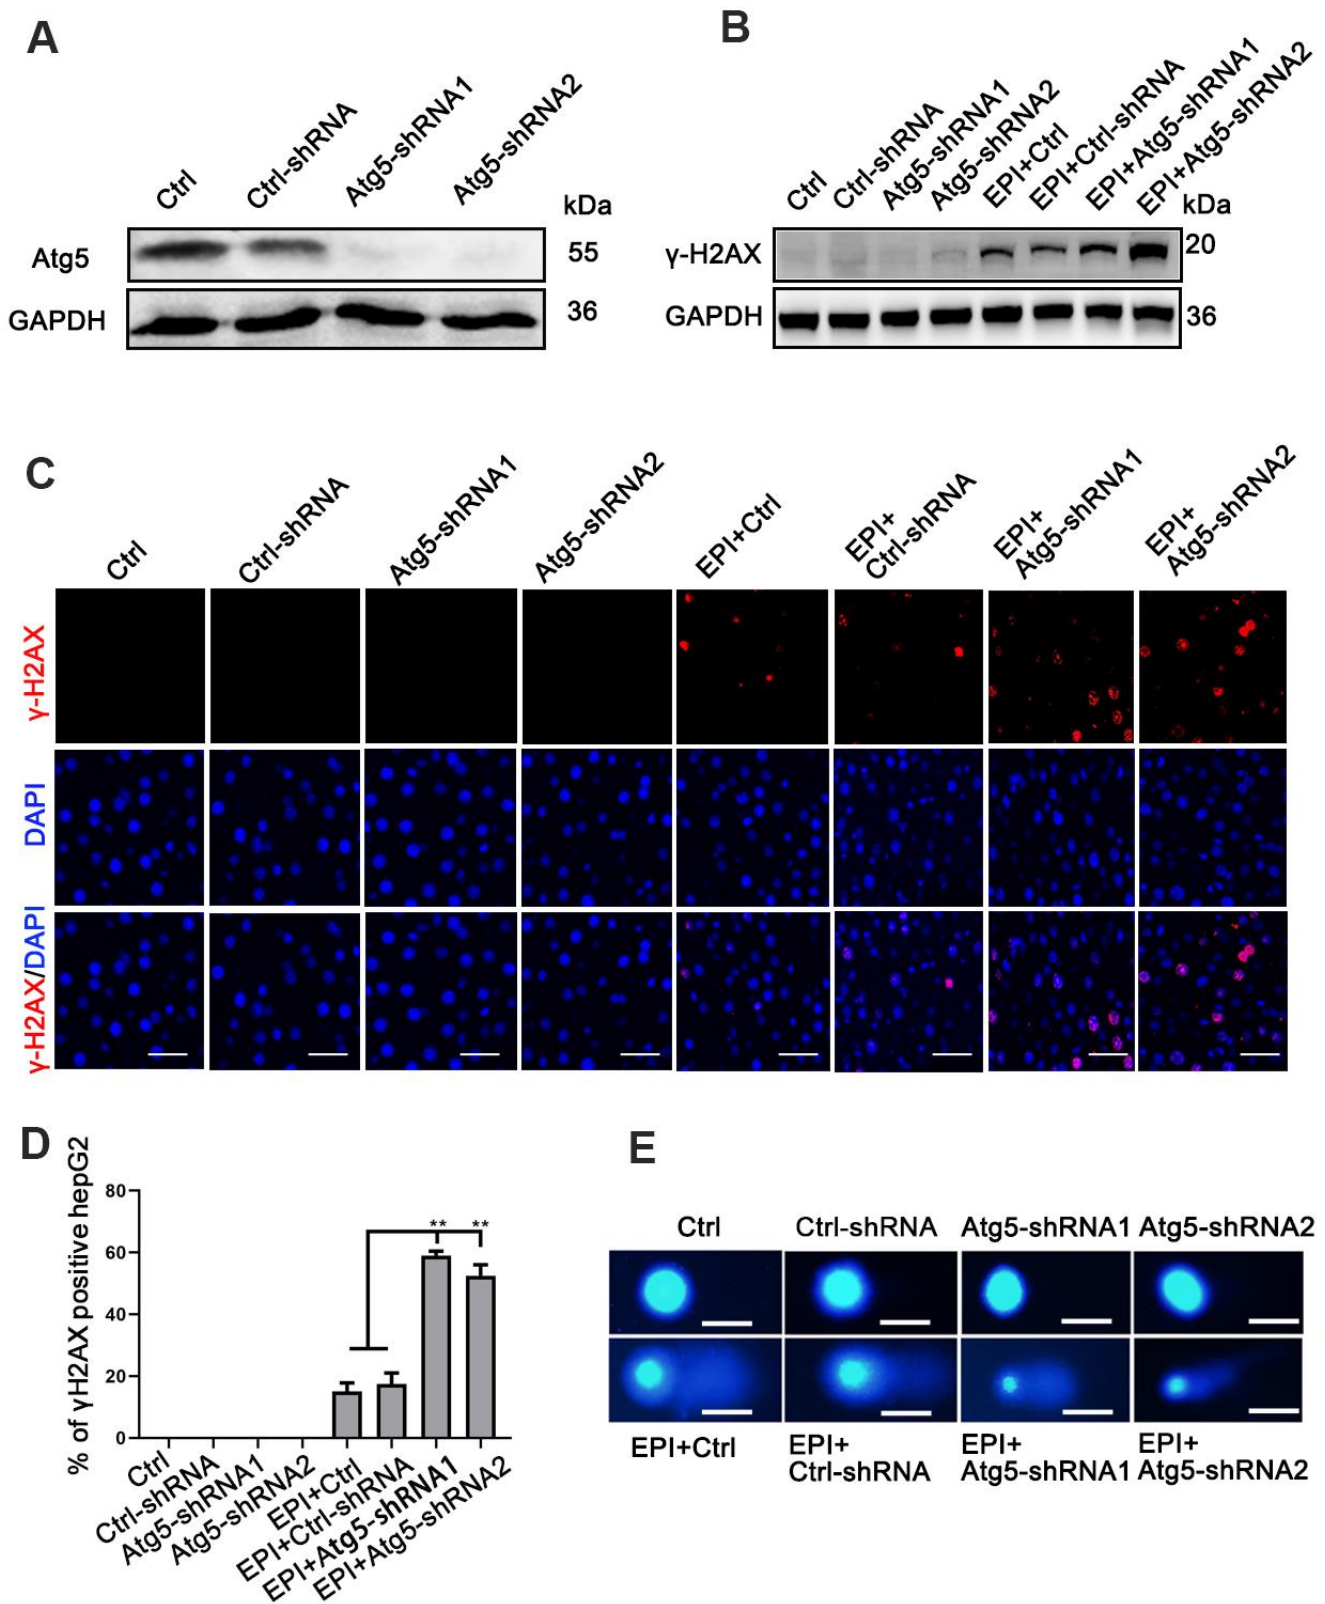 A
Ctrl
Ctrl-shRNA
Atg5-shRNA1
Atg5-shRNA2
kDa
Atg5
55
GAPDH
36
B
Ctrl
Ctrl-shRNA
Atg5-shRNA1
Atg5-shRNA2
EPI+Ctrl
EPI+Ctrl-shRNA
EPI+Atg5-shRNA1
EPI+Atg5-shRNA2
kDa
γ-H2AX
20
GAPDH
36
C
Ctrl
Ctrl-shRNA
Atg5-shRNA1
Atg5-shRNA2
EPI+Ctrl
EPI+
Ctrl-shRNA
EPI+
Atg5-shRNA1
EPI+
Atg5-shRNA2
γ-H2AX
DAPI
γ-H2AX/DAPI
D
% of γH2AX positive hepG2
80
60
40
20
0
** **
Ctrl
Ctrl-shRNA
Atg5-shRNA1
Atg5-shRNA2
EPI+Ctrl
EPI+Ctrl-shRNA
EPI+Atg5-shRNA1
EPI+Atg5-shRNA2
E
Ctrl
Ctrl-shRNA
Atg5-shRNA1
Atg5-shRNA2
EPI+Ctrl
EPI+
Ctrl-shRNA
EPI+
Atg5-shRNA1
EPI+
Atg5-shRNA2